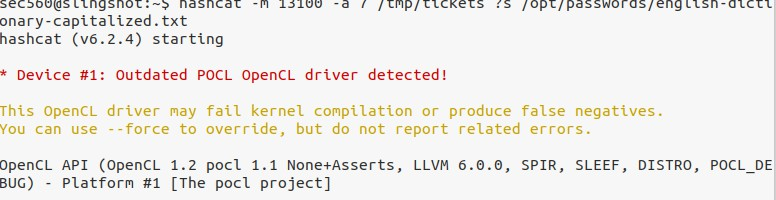 sec560@slingshot:~$ hashcat -m 13100 -a 7 /tmp/tickets ?s /opt/passwords/english-dicti
onary-capitalized.txt
hashcat (v6.2.4) starting
* Device #1: Outdated POCL OpenCL driver detected!
This OpenCL driver may fail kernel compilation or produce false negatives.
You can use --force to override, but do not report related errors.
OpenCL API (OpenCL 1.2 pocl 1.1 None+Asserts, LLVM 6.0.0, SPIR, SLEEF, DISTRO, POCL_DE
BUG) - Platform #1 [The pocl project]